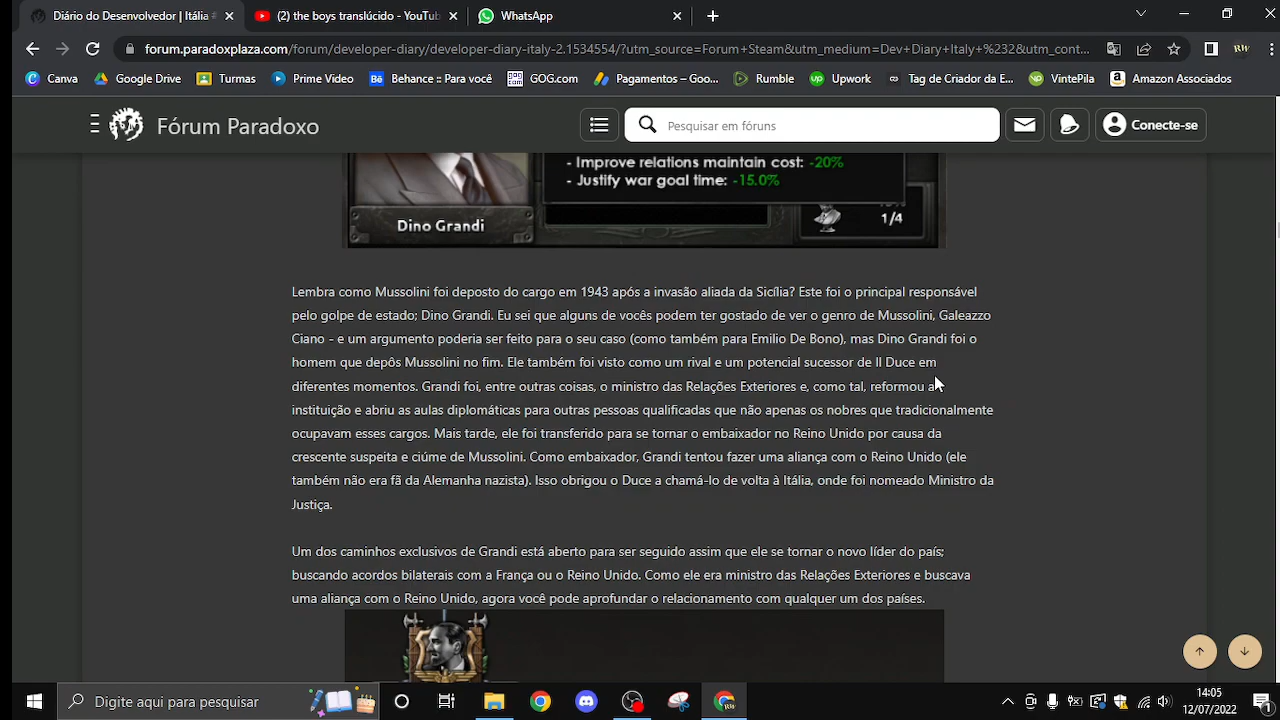 Diário do Desenvolvedor | Itália #
(2) the boys translúcido - YouTub
WhatsApp
forum.paradoxplaza.com/forum/developer-diary/developer-diary-italy-2.1534554/?utm_source=Forum+Steam&utm_medium=Dev+Diary+Italy+%232&utm_cont...
Canva
Google Drive
Turmas
Prime Video
Behance :: Para você
GOG.com
Pagamentos – Goo...
Rumble
Upwork
Tag de Criador da E...
VintePila
Amazon Associados
Fórum Paradoxo
Pesquisar em fóruns
Conecte-se
- Improve relations maintain cost: -20%
- Justify war goal time: -15.0%
Dino Grandi
1/4
Lembra como Mussolini foi deposto do cargo em 1943 após a invasão aliada da Sicília? Este foi o principal responsável
pelo golpe de estado; Dino Grandi. Eu sei que alguns de vocês podem ter gostado de ver o genro de Mussolini, Galeazzo
Ciano - e um argumento poderia ser feito para o seu caso (como também para Emilio De Bono), mas Dino Grandi foi o
homem que depôs Mussolini no fim. Ele também foi visto como um rival e um potencial sucessor de Il Duce em
diferentes momentos. Grandi foi, entre outras coisas, o ministro das Relações Exteriores e, como tal, reformou a
instituição e abriu as aulas diplomáticas para outras pessoas qualificadas que não apenas os nobres que tradicionalmente
ocupavam esses cargos. Mais tarde, ele foi transferido para se tornar o embaixador no Reino Unido por causa da
crescente suspeita e ciúme de Mussolini. Como embaixador, Grandi tentou fazer uma aliança com o Reino Unido (ele
também não era fã da Alemanha nazista). Isso obrigou o Duce a chamá-lo de volta à Itália, onde foi nomeado Ministro da
Justiça.
Um dos caminhos exclusivos de Grandi está aberto para ser seguido assim que ele se tornar o novo líder do país;
buscando acordos bilaterais com a França ou o Reino Unido. Como ele era ministro das Relações Exteriores e buscava
uma aliança com o Reino Unido, agora você pode aprofundar o relacionamento com qualquer um dos países.
Digite aqui para pesquisar
14:05
12/07/2022